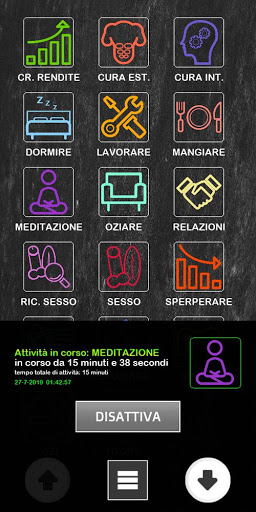 CR. RENDITE CURA EST. CURA INT.
DORMIRE LAVORARE MANGIARE
MEDITAZIONE OZIARE RELAZIONI
RIC. SESSO SESSO SPERPERARE
Attività in corso: MEDITAZIONE
in corso da 15 minuti e 38 secondi
tempo totale di attività: 15 minuti
27-7-2019 01:42:57
DISATTIVA